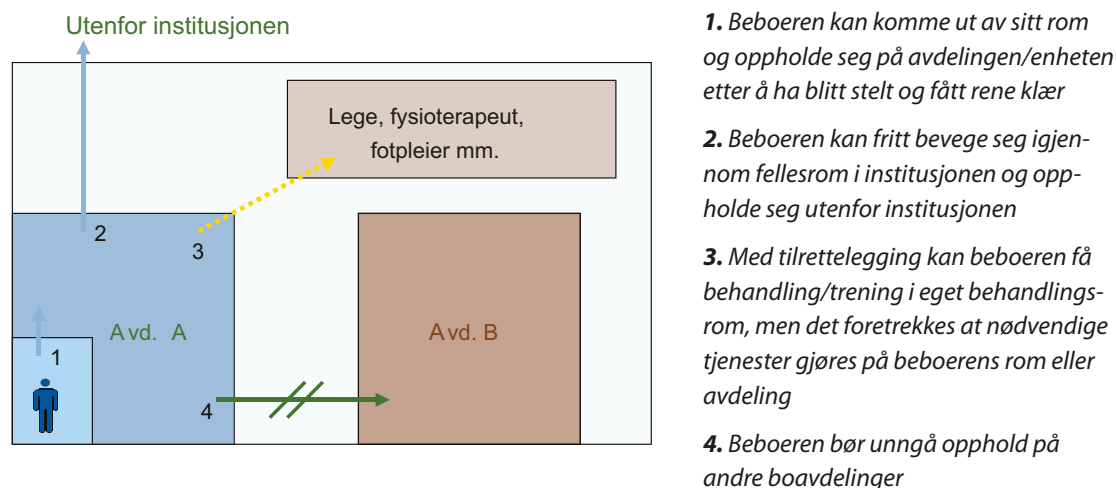 Utenfor institusjonen
Lege, fysioterapeut,
fotpleier mm.
2
3
Avd. A
Avd. B
1
4
1. Beboeren kan komme ut av sitt rom
og oppholde seg på avdelingen/enheten
etter å ha blitt stelt og fått rene klær
2. Beboeren kan fritt bevege seg igjen-
nom fellesrom i institusjonen og opp-
holde seg utenfor institusjonen
3. Med tilrettelegging kan beboeren få
behandling/trening i eget behandlings-
rom, men det foretrekkes at nødvendige
tjenester gjøres på beboerens rom eller
avdeling
4. Beboeren bør unngå opphold på
andre boavdelinger